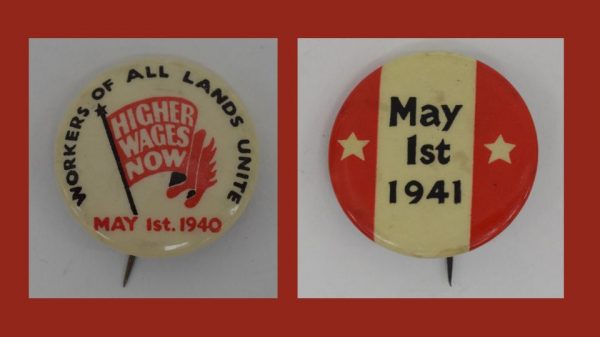 WORKERS OF ALL LANDS UNITE
HIGHER
WAGES
NOW
MAY 1st. 1940
May
1st
1941